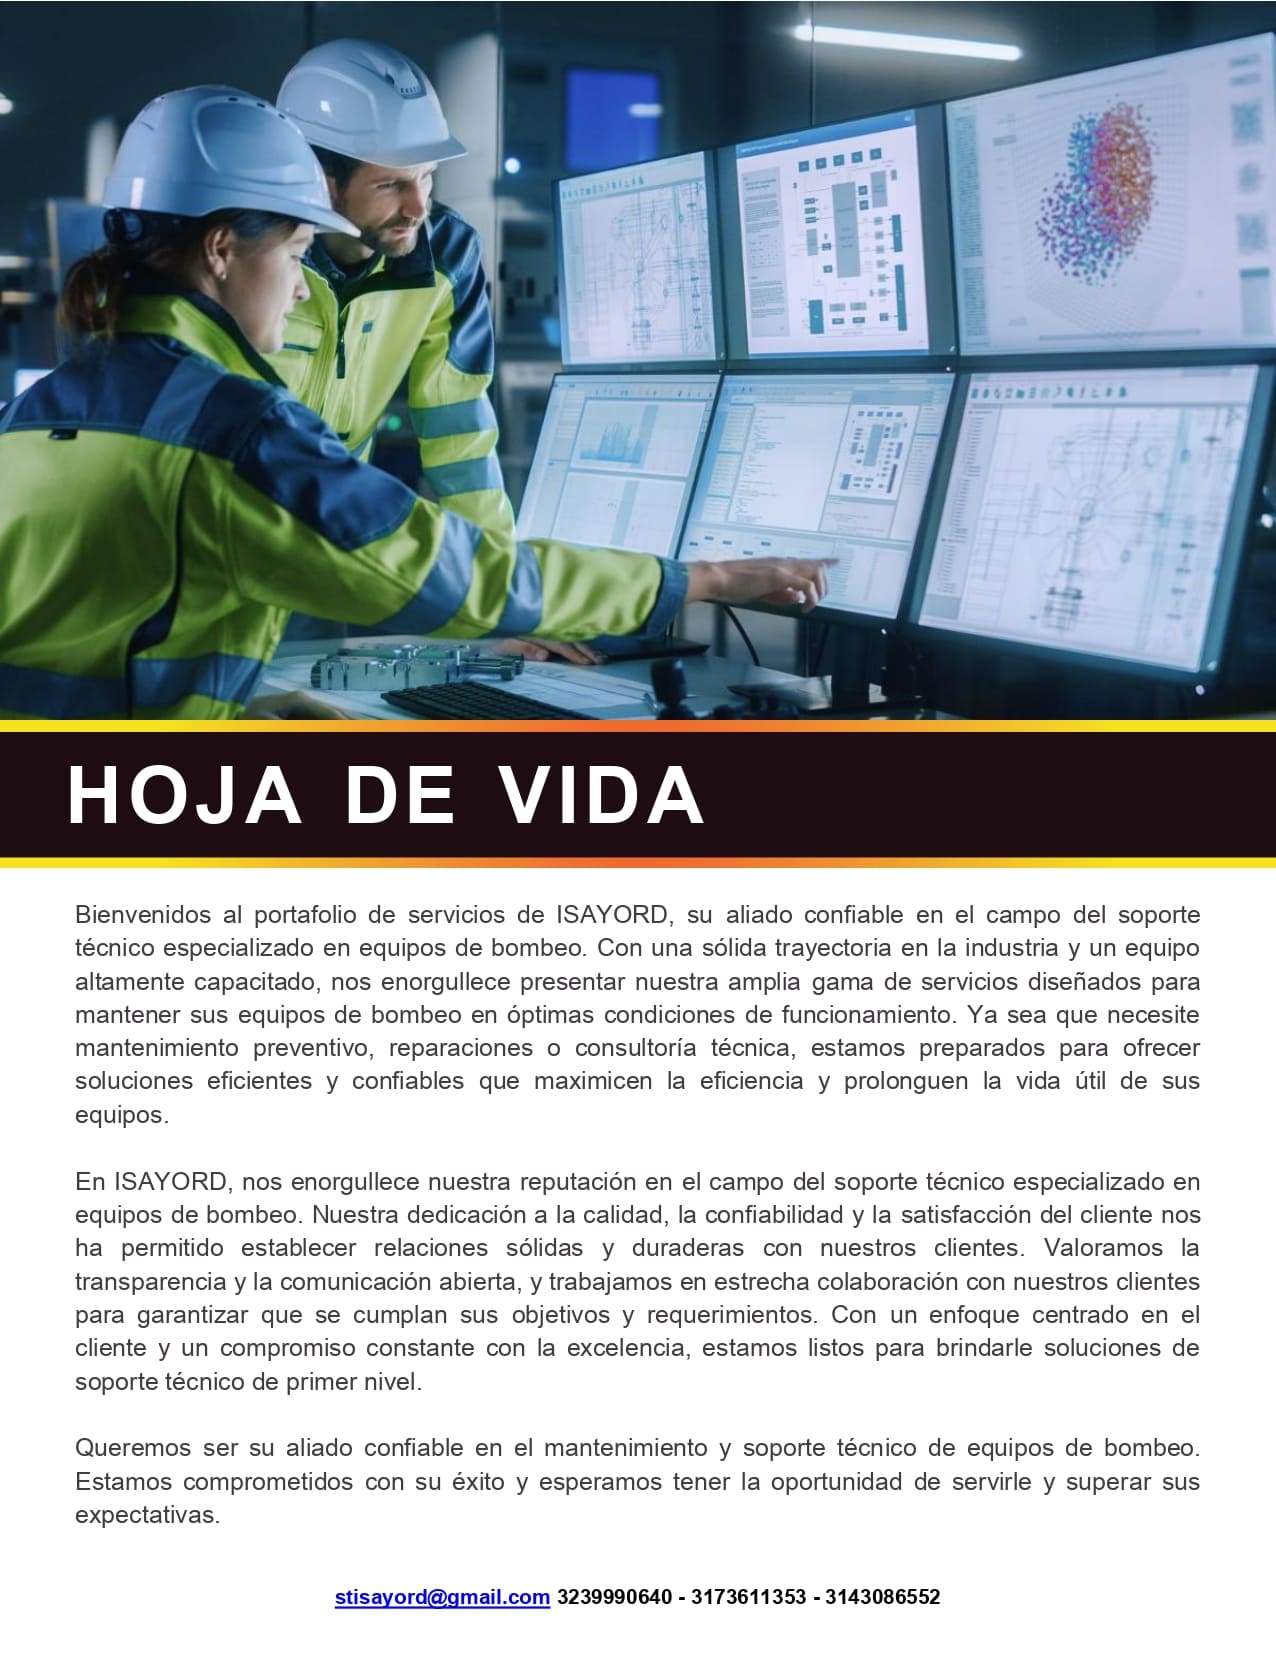 HOJA DE VIDA
Bienvenidos al portafolio de servicios de ISAYORD, su aliado confiable en el campo del soporte
técnico especializado en equipos de bombeo. Con una sólida trayectoria en la industria y un equipo
altamente capacitado, nos enorgullece presentar nuestra amplia gama de servicios diseñados para
mantener sus equipos de bombeo en óptimas condiciones de funcionamiento. Ya sea que necesite
mantenimiento preventivo, reparaciones o consultoría técnica, estamos preparados para ofrecer
soluciones eficientes y confiables que maximicen la eficiencia y prolonguen la vida útil de sus
equipos.
En ISAYORD, nos enorgullece nuestra reputación en el campo del soporte técnico especializado en
equipos de bombeo. Nuestra dedicación a la calidad, la confiabilidad y la satisfacción del cliente nos
ha permitido establecer relaciones sólidas y duraderas con nuestros clientes. Valoramos la
transparencia y la comunicación abierta, y trabajamos en estrecha colaboración con nuestros clientes
para garantizar que se cumplan sus objetivos y requerimientos. Con un enfoque centrado en el
cliente y un compromiso constante con la excelencia, estamos listos para brindarle soluciones de
soporte técnico de primer nivel.
Queremos ser su aliado confiable en el mantenimiento y soporte técnico de equipos de bombeo.
Estamos comprometidos con su éxito y esperamos tener la oportunidad de servirle y superar sus
expectativas.
stisayord@gmail.com 3239990640 - 3173611353 - 3143086552